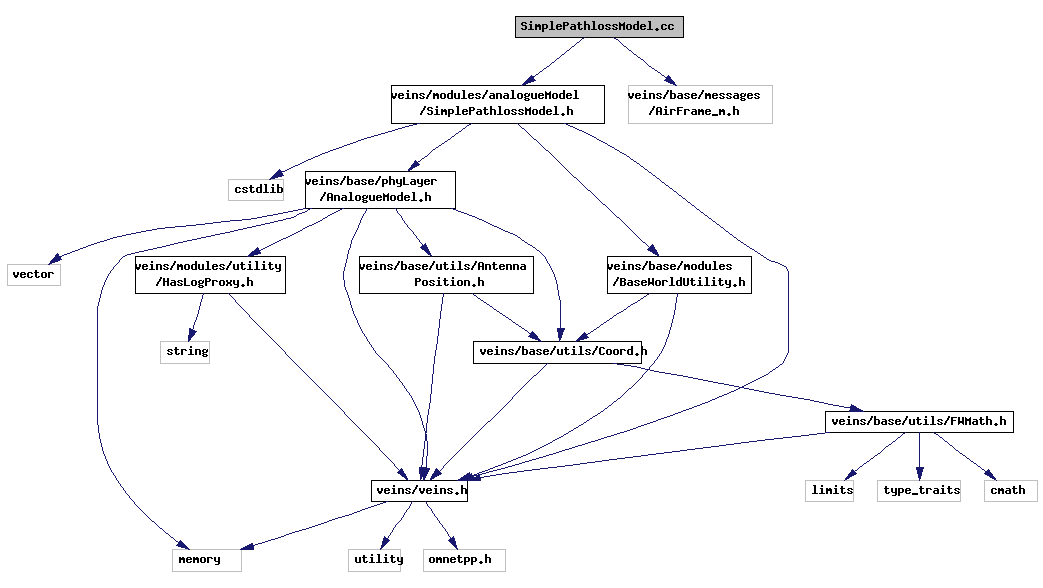 SimplePathlossModel.cc
veins/modules/analogueModel
/SimplePathlossModel.h
veins/base/messages
/AirFrame_m.h
cstdlib
veins/base/phyLayer
/AnalogueModel.h
vector
veins/modules/utility
/HasLogProxy.h
veins/base/utils/Antenna
Position.h
veins/base/modules
/BaseWorldUtility.h
string
veins/base/utils/Coord.h
veins/base/utils/FWMath.h
veins/veins.h
limits
type_traits
cmath
memory
utility
omnetpp.h